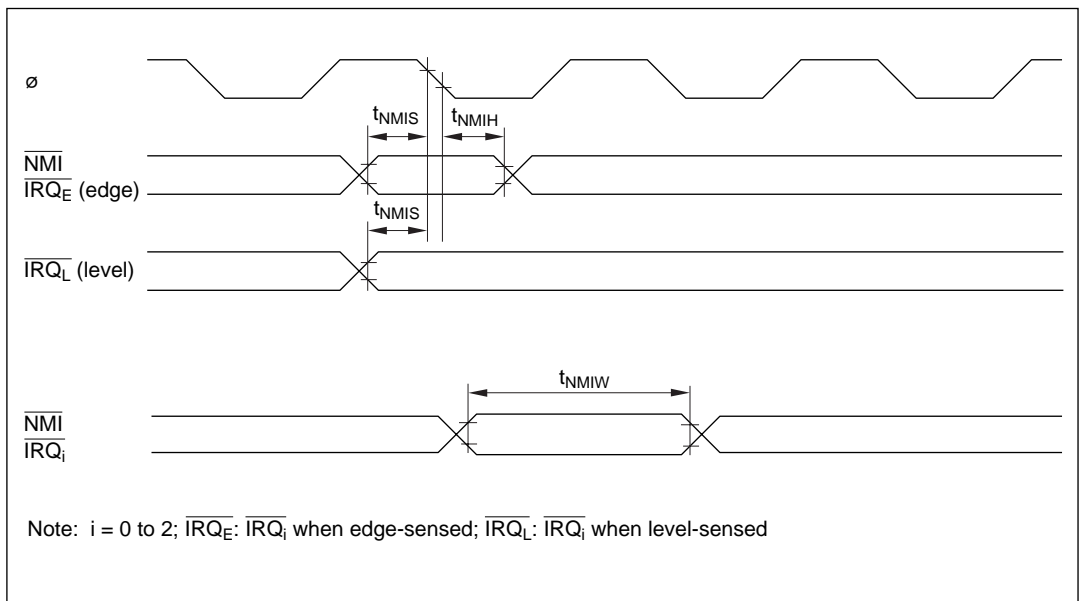 ø
tNMIS
tNMIH
NMI
IRQE (edge)
tNMIS
IRQL (level)
tNMIW
NMI
IRQi
Note: i = 0 to 2; IRQE: IRQi when edge-sensed; IRQL: IRQi when level-sensed